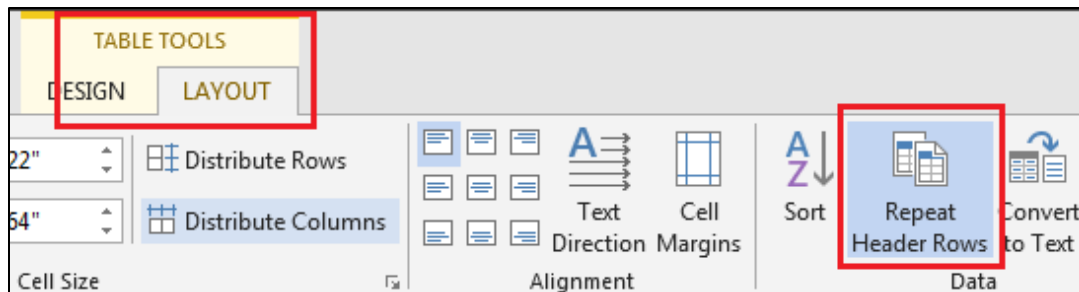 TABLE TOOLS
DESIGN LAYOUT
22"
Distribute Rows
64"
Distribute Columns
Cell Size
Text
Direction
Cell
Margins
Alignment
A
Z
Sort
Repeat
Header Rows
Convert
to Text
Data